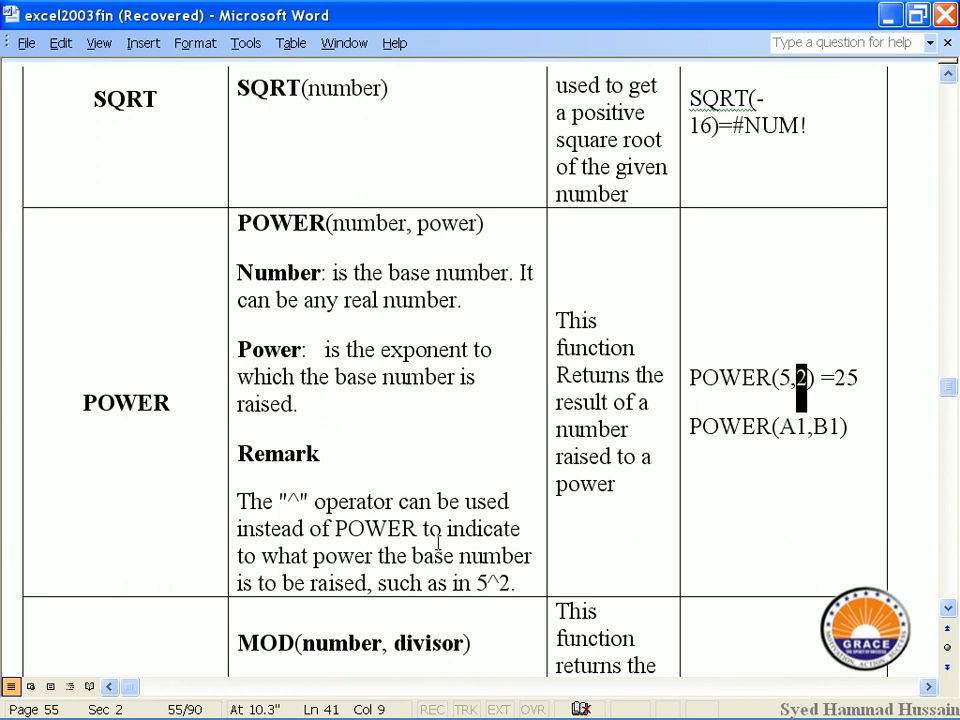 excel2003fin (Recovered) - Microsoft Word
File Edit View Insert Format Tools Table Window Help
Type a question for help
SQRT
SQRT(number)
used to get
a positive
square root
of the given
number
SQRT(-
16)=#NUM!
POWER
POWER(number, power)
Number: is the base number. It
can be any real number.
Power: is the exponent to
which the base number is
raised.
Remark
The "^" operator can be used
instead of POWER to indicate
to what power the base number
is to be raised, such as in 5^2.
This
function
Returns the
result of a
number
raised to a
power
POWER(5,2) =25
POWER(A1,B1)
MOD(number, divisor)
This
function
returns the
GRACE
Page 55 Sec 2 55/90 At 10.3" Ln 41 Col 9 REC TRK EXT OVR
Syed Hammad Hussain